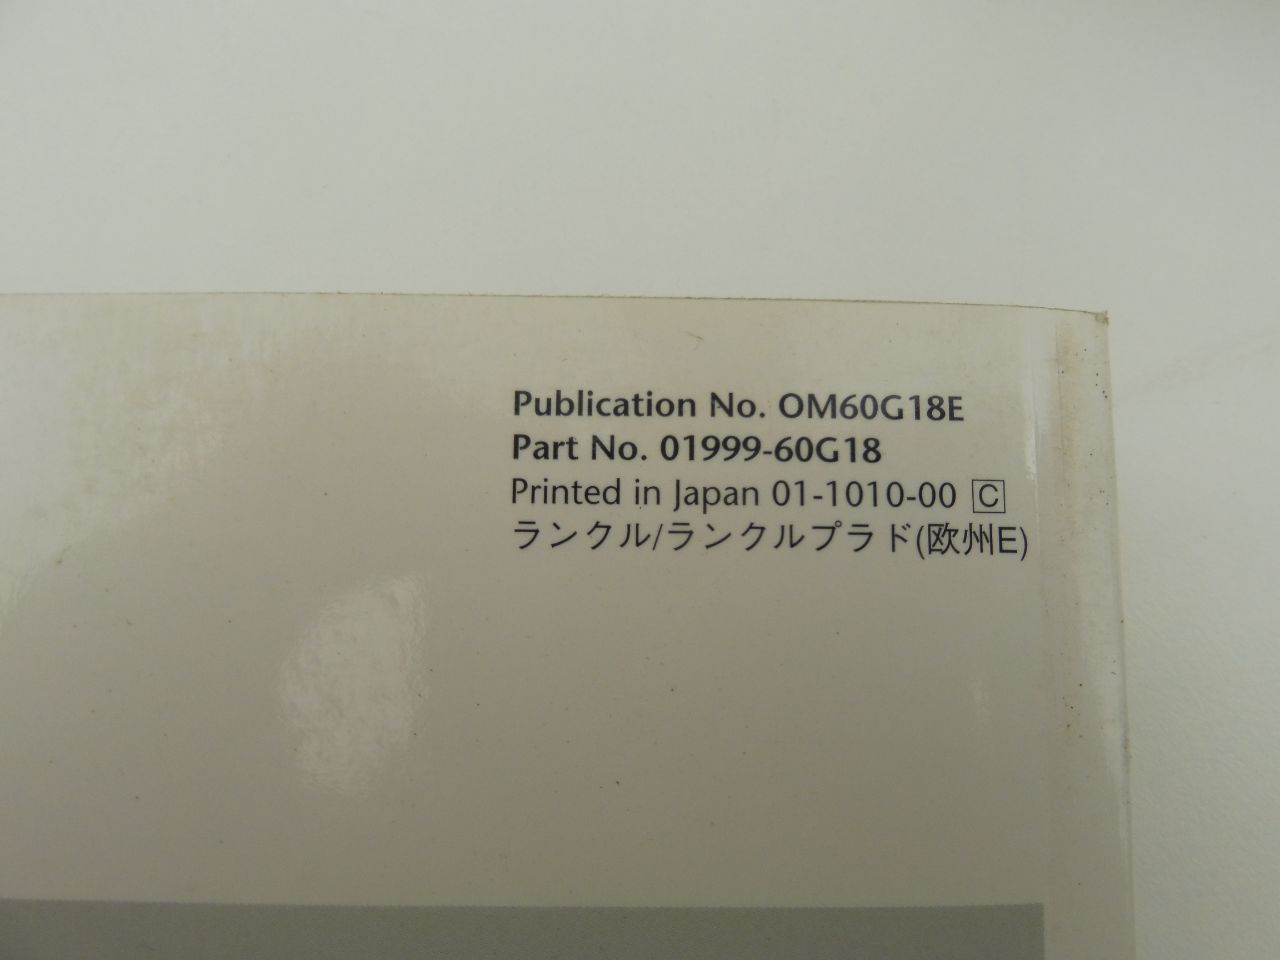 Publication No. OM60G18E
Part No. 01999-60G18
Printed in Japan 01-1010-00 C
ランクル/ランクルプラド(欧州E)